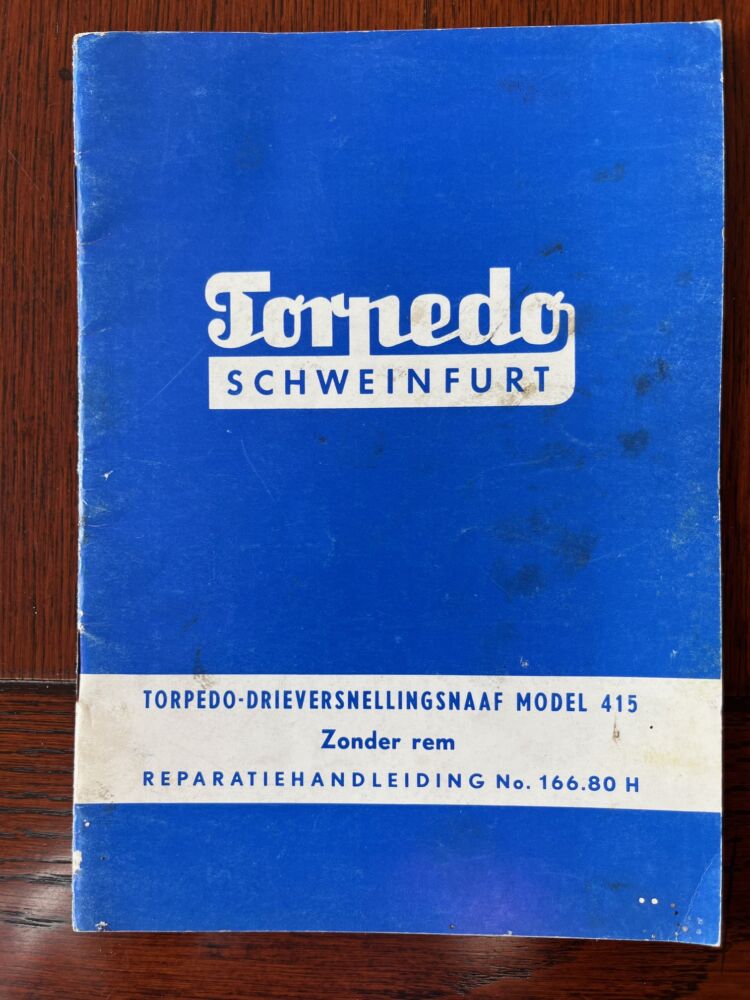 Torpedo
SCHWEINFURT
TORPEDO-DRIEVERSNELLINGSNAAF MODEL 415
Zonder rem
REPARATIEHANDLEIDING No. 166.80 H